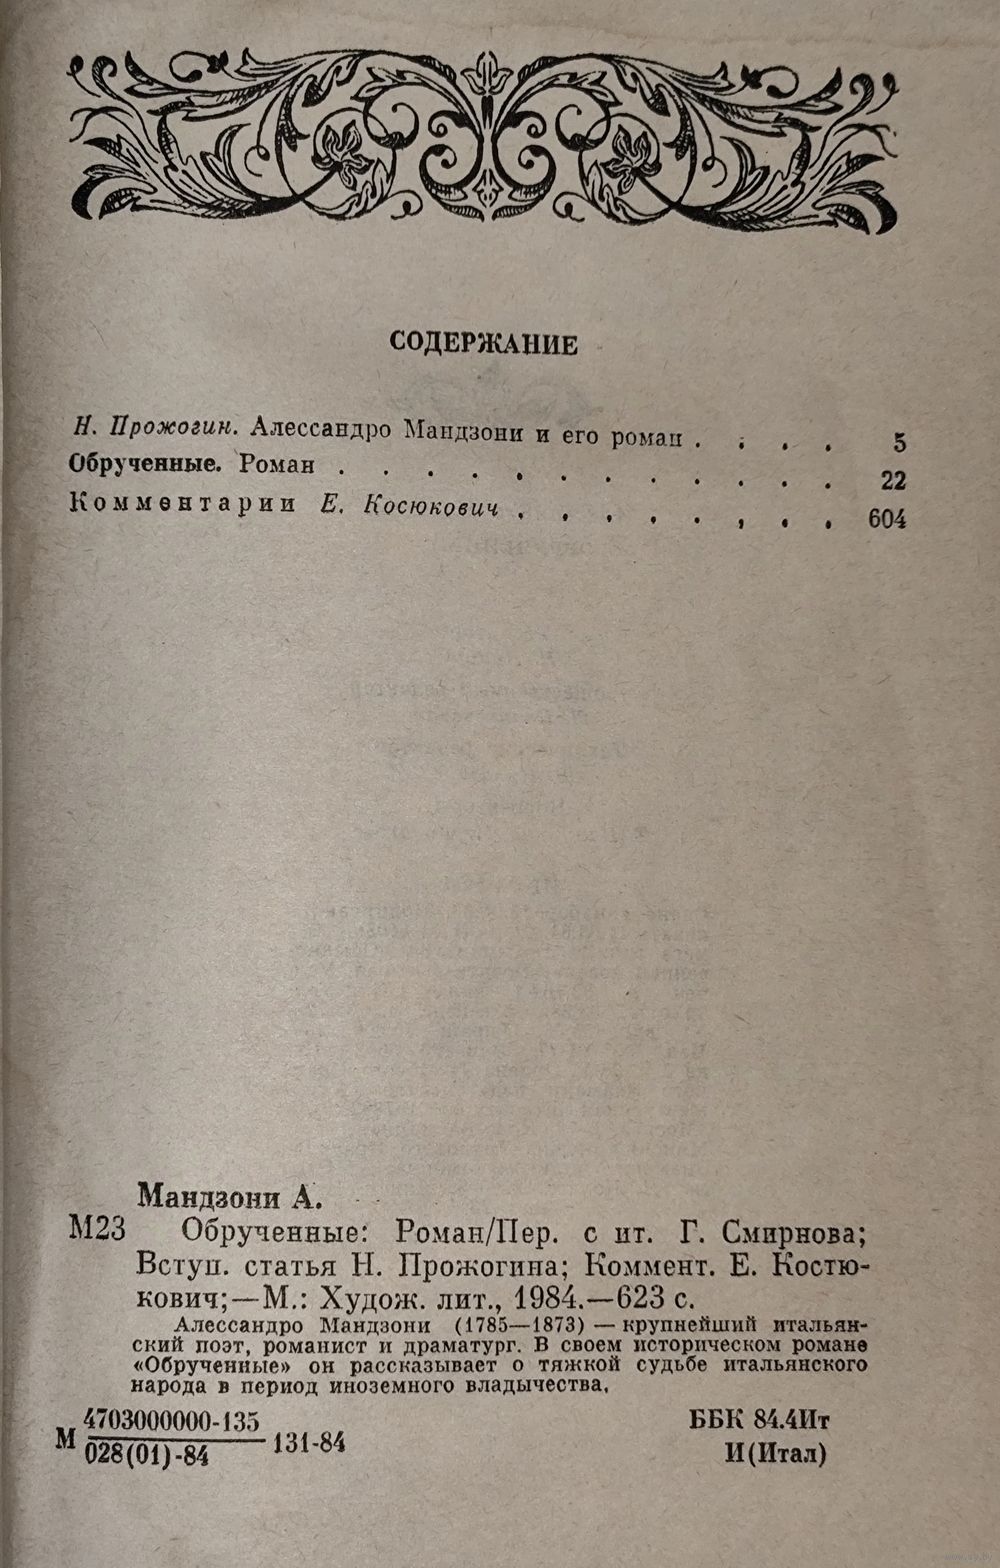 СОДЕРЖАНИЕ
Н. Прожогин. Алессандро Мандзони и его роман . . . . 5
Обрученные. Роман . . . . . . . . . . . . 22
Комментарии Е. Косюкович . . . . . . . . 604
Мандзони А.
М23 Обрученные: Роман/Пер. с ит. Г. Смирнова;
Вступ. статья Н. Прожогина; Коммент. Е. Костю-
кович;—М.: Худож. лит., 1984.—623 с.
Алессандро Мандзони (1785—1873) — крупнейший итальян-
ский поэт, романист и драматург. В своем историческом романе
«Обрученные» он рассказывает о тяжкой судьбе итальянского
народа в период иноземного владычества.
4703000000-135
М 131-84
028(01)-84
ББК 84.4Ит
И(Итал)